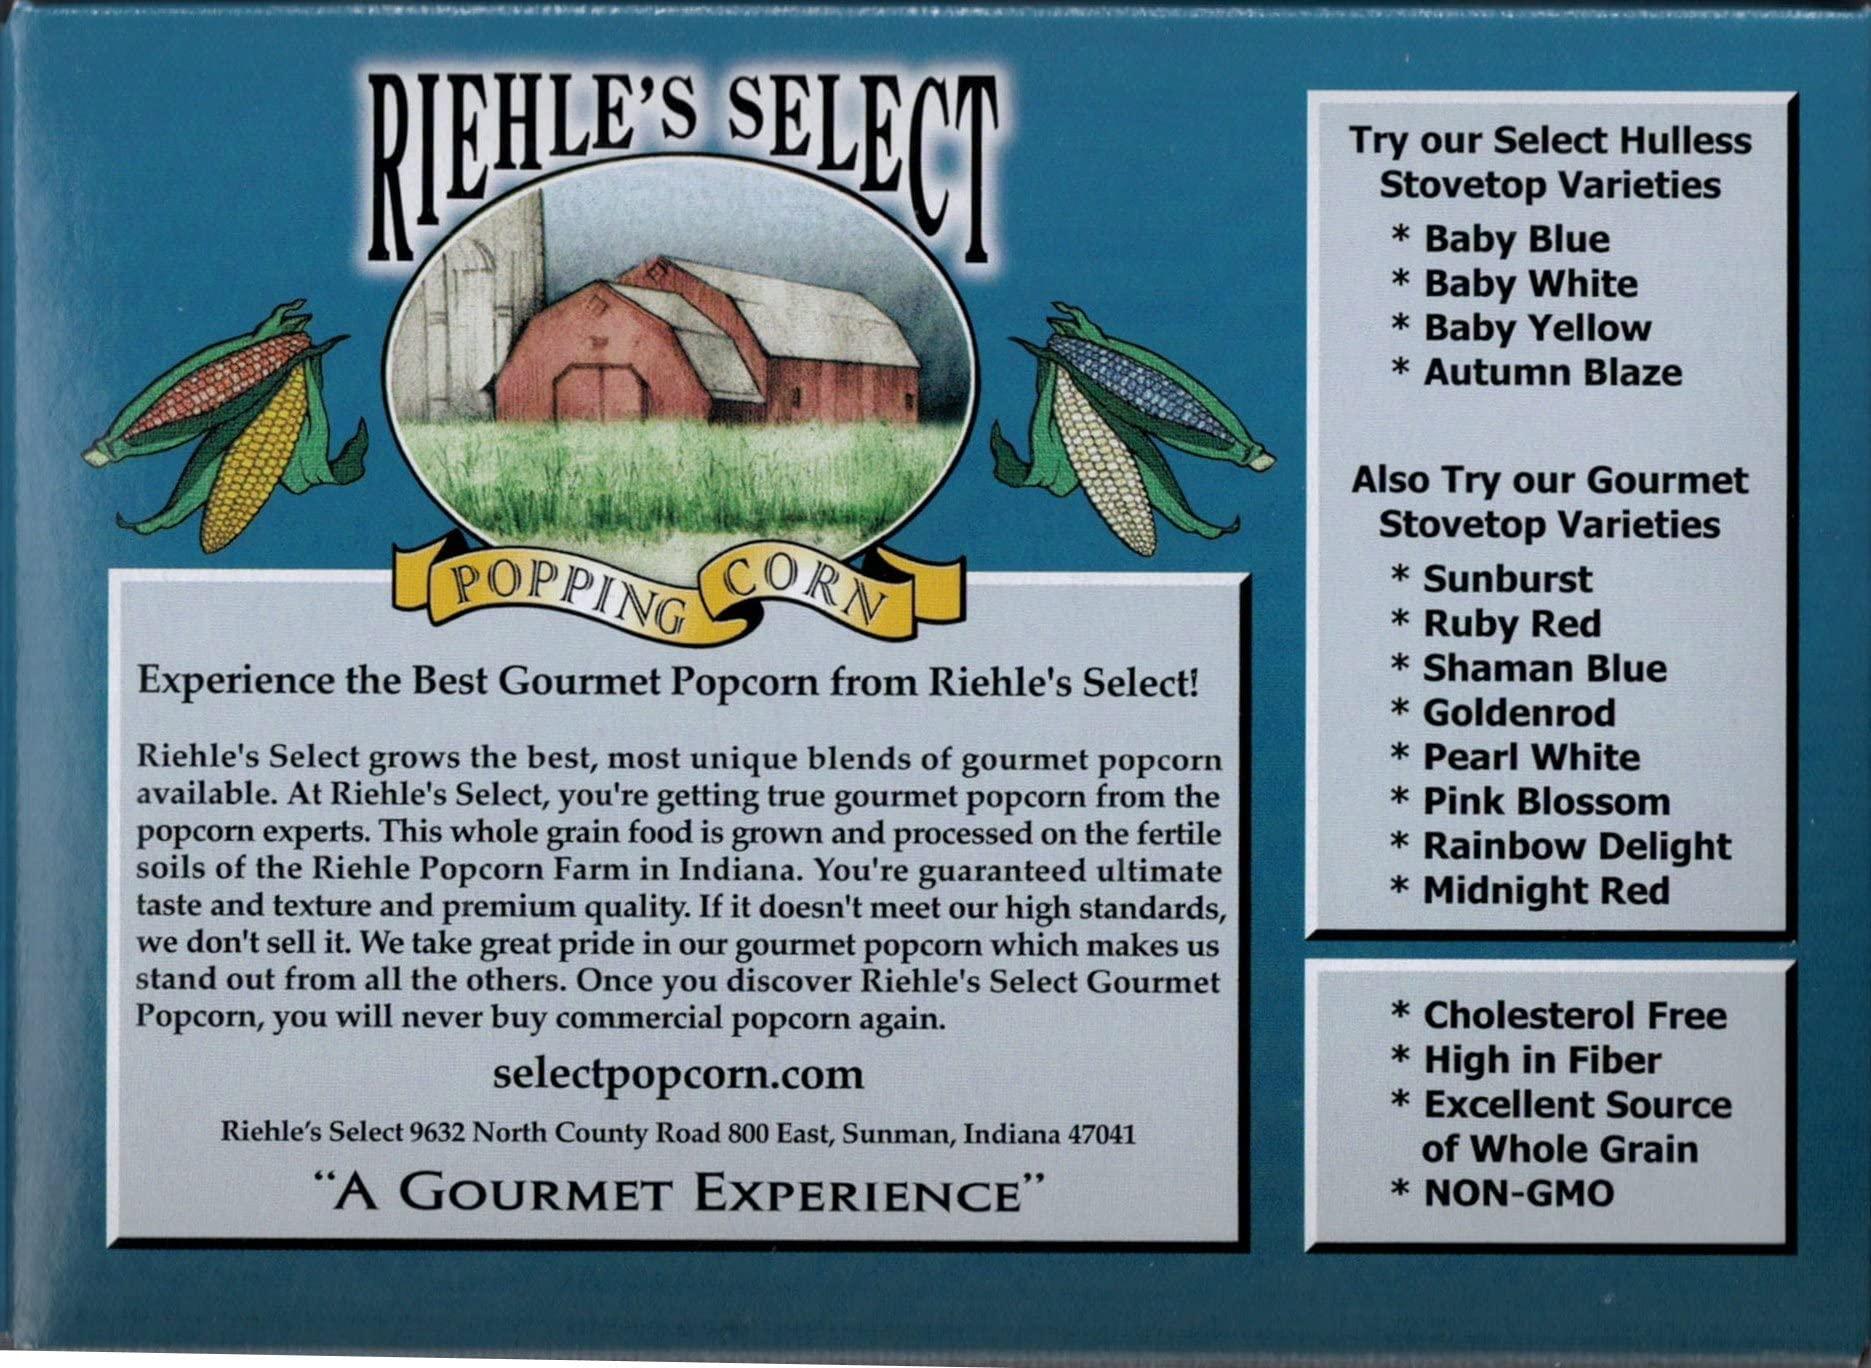 RIEHLE'S SELECT
POPPING CORN
Experience the Best Gourmet Popcorn from Riehle's Select!
Riehle's Select grows the best, most unique blends of gourmet popcorn
available. At Riehle's Select, you're getting true gourmet popcorn from the
popcorn experts. This whole grain food is grown and processed on the fertile
soils of the Riehle Popcorn Farm in Indiana. You're guaranteed ultimate
taste and texture and premium quality. If it doesn't meet our high standards,
we don't sell it. We take great pride in our gourmet popcorn which makes us
stand out from all the others. Once you discover Riehle's Select Gourmet
Popcorn, you will never buy commercial popcorn again.
selectpopcorn.com
Riehle’s Select 9632 North County Road 800 East, Sunman, Indiana 47041
“A GOURMET EXPERIENCE”
Try our Select Hulless
Stovetop Varieties
* Baby Blue
* Baby White
* Baby Yellow
* Autumn Blaze
Also Try our Gourmet
Stovetop Varieties
* Sunburst
* Ruby Red
* Shaman Blue
* Goldenrod
* Pearl White
* Pink Blossom
* Rainbow Delight
* Midnight Red
* Cholesterol Free
* High in Fiber
* Excellent Source
of Whole Grain
* NON-GMO